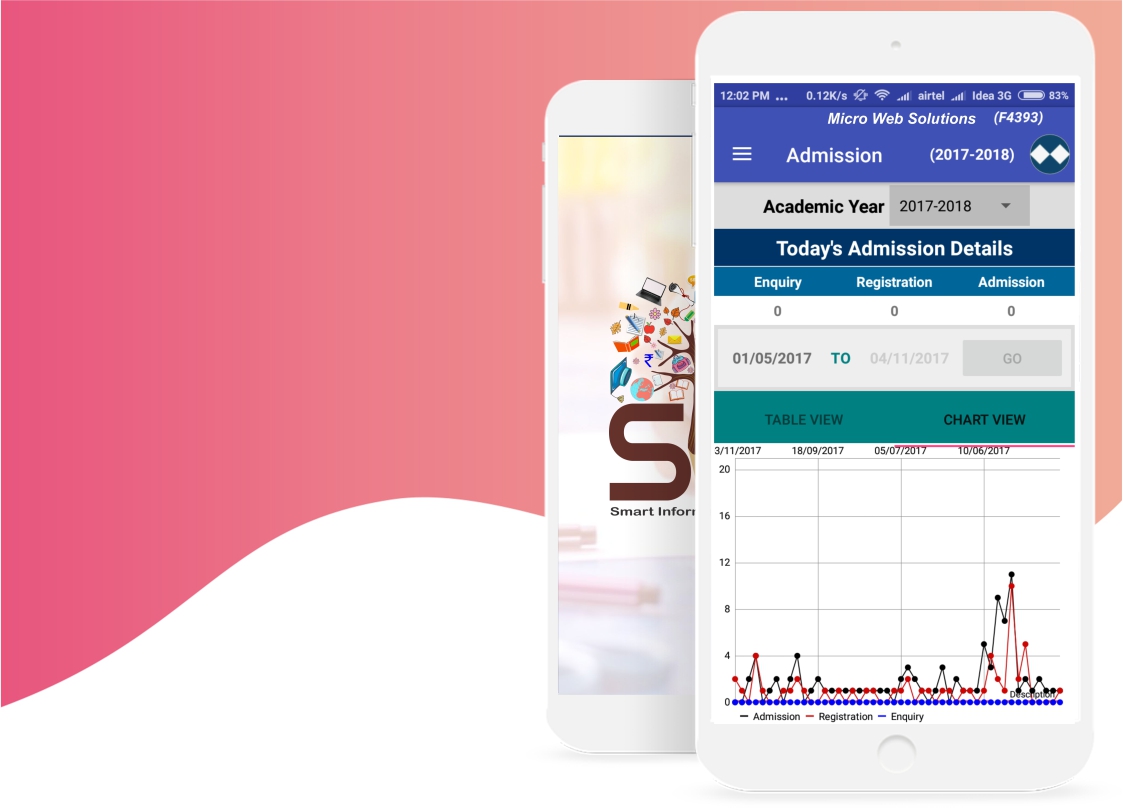 12:02 PM ... 0.12K/s airtel Idea 3G 83%
Micro Web Solutions (F4393)
Admission (2017-2018)
Academic Year 2017-2018
Today's Admission Details
Enquiry Registration Admission
0 0 0
01/05/2017 TO 04/11/2017 GO
TABLE VIEW CHART VIEW
3/11/2017 18/09/2017 05/07/2017 10/06/2017
20
16
12
8
4
0
Description
Admission Registration Enquiry
₹
S
Smart Infor